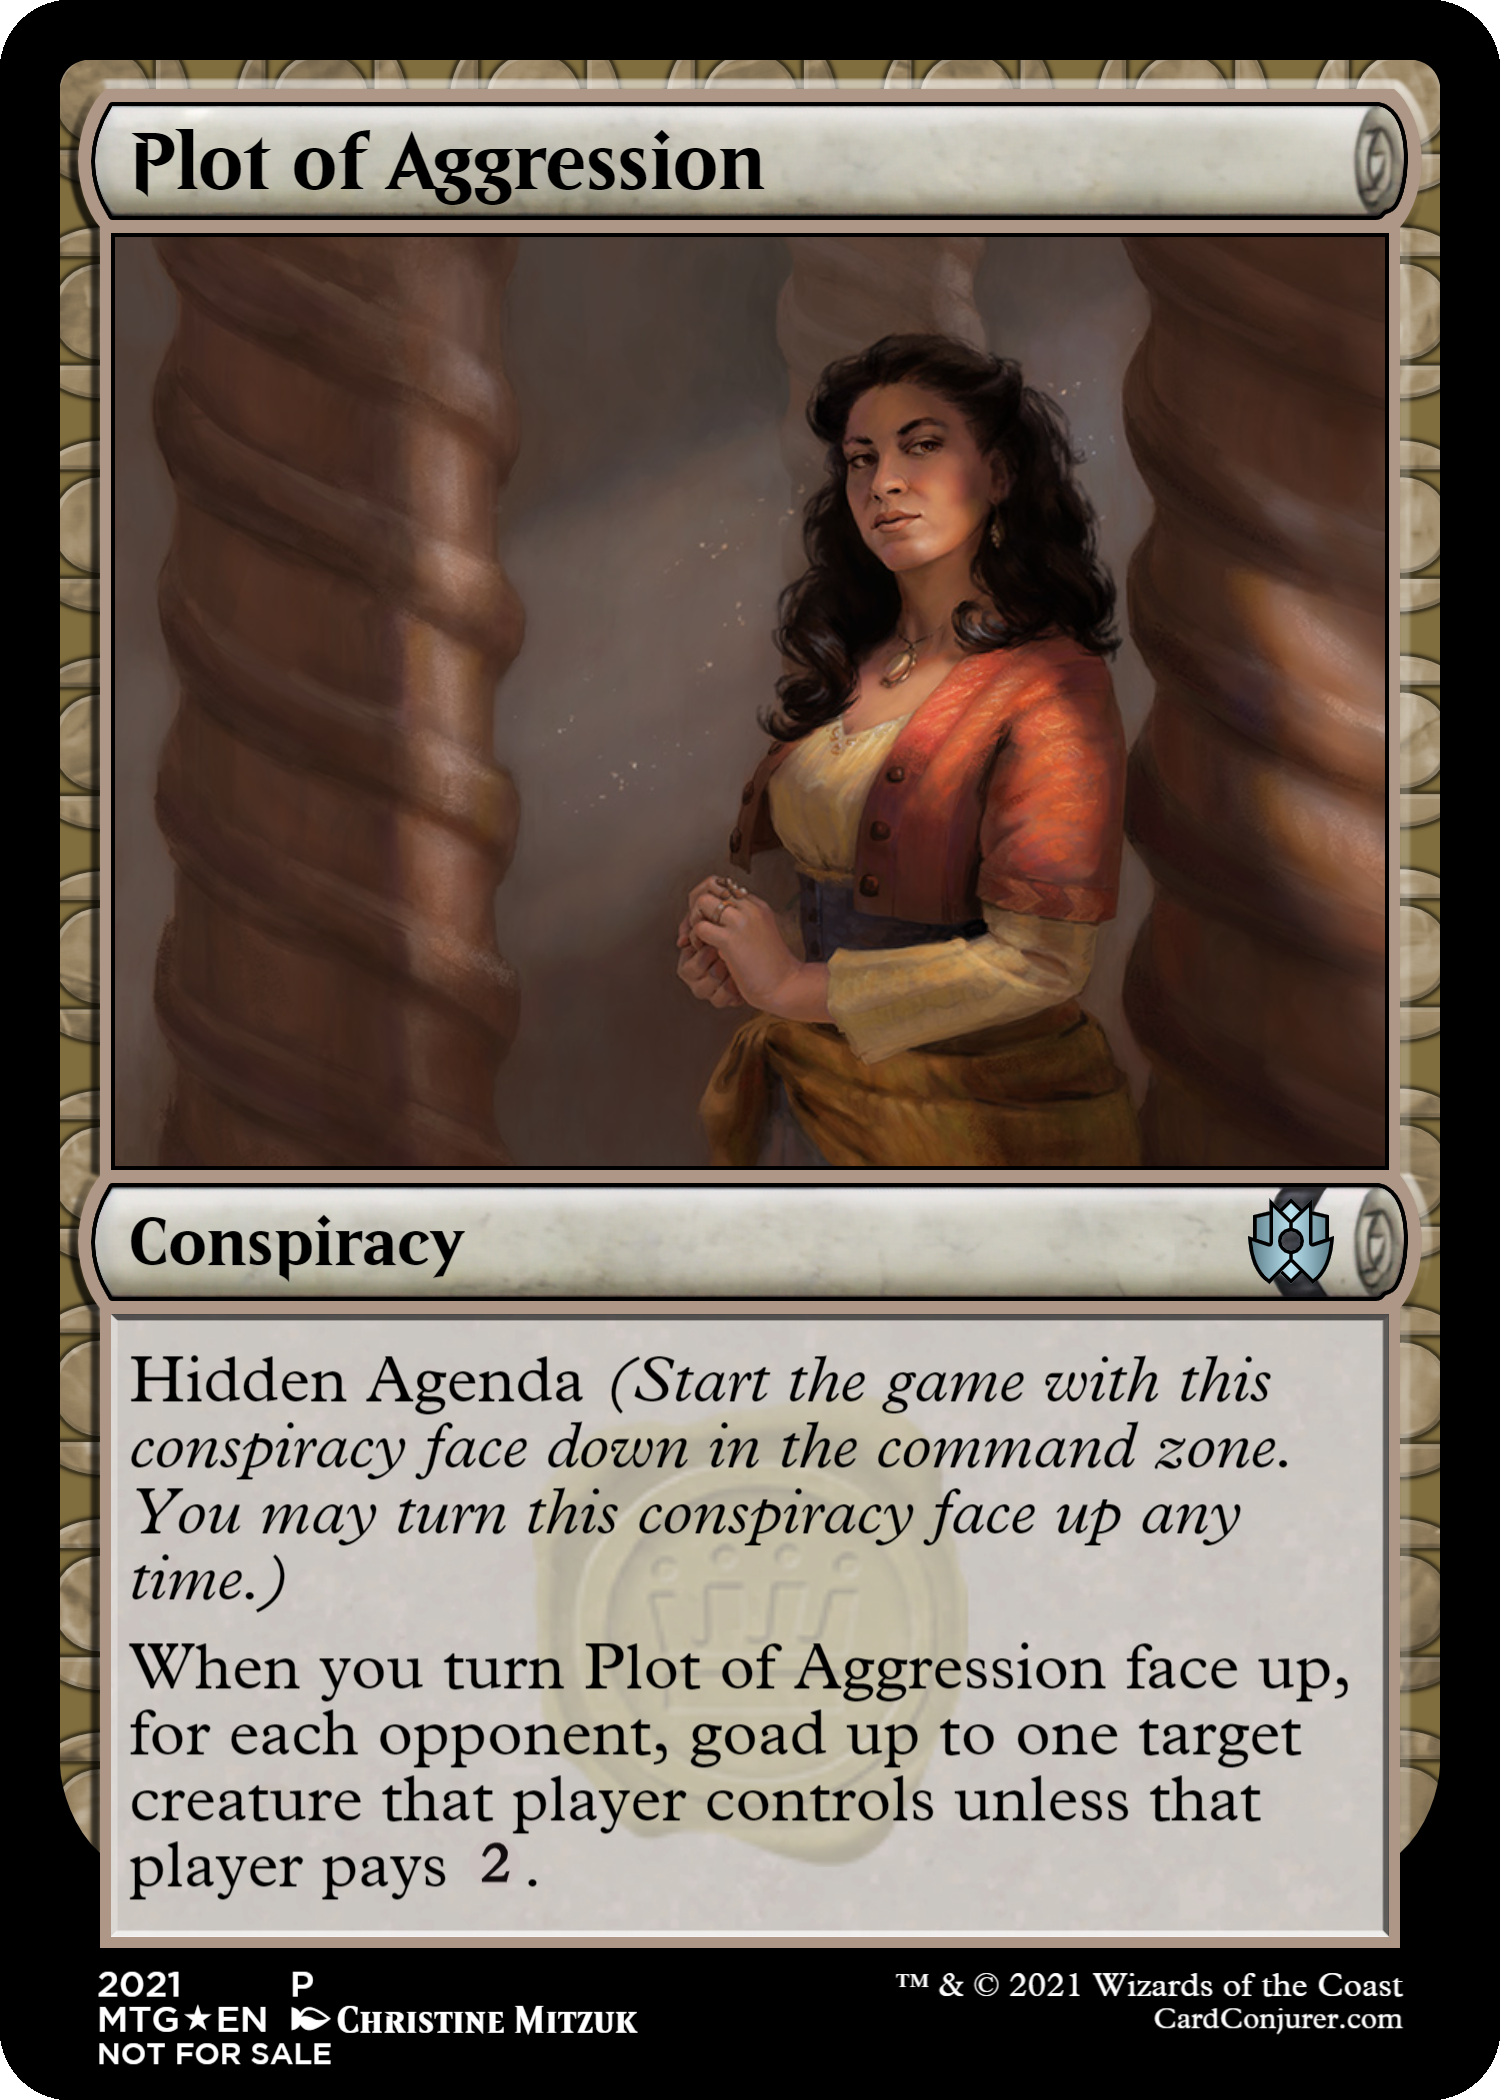 Plot of Aggression
Conspiracy
Hidden Agenda (Start the game with this
conspiracy face down in the command zone.
You may turn this conspiracy face up any
time.)
When you turn Plot of Aggression face up,
for each opponent, goad up to one target
creature that player controls unless that
player pays 2.
2021 P
MTG★EN CHRISTINE MITZUK
NOT FOR SALE
™ & © 2021 Wizards of the Coast
CardConjurer.com